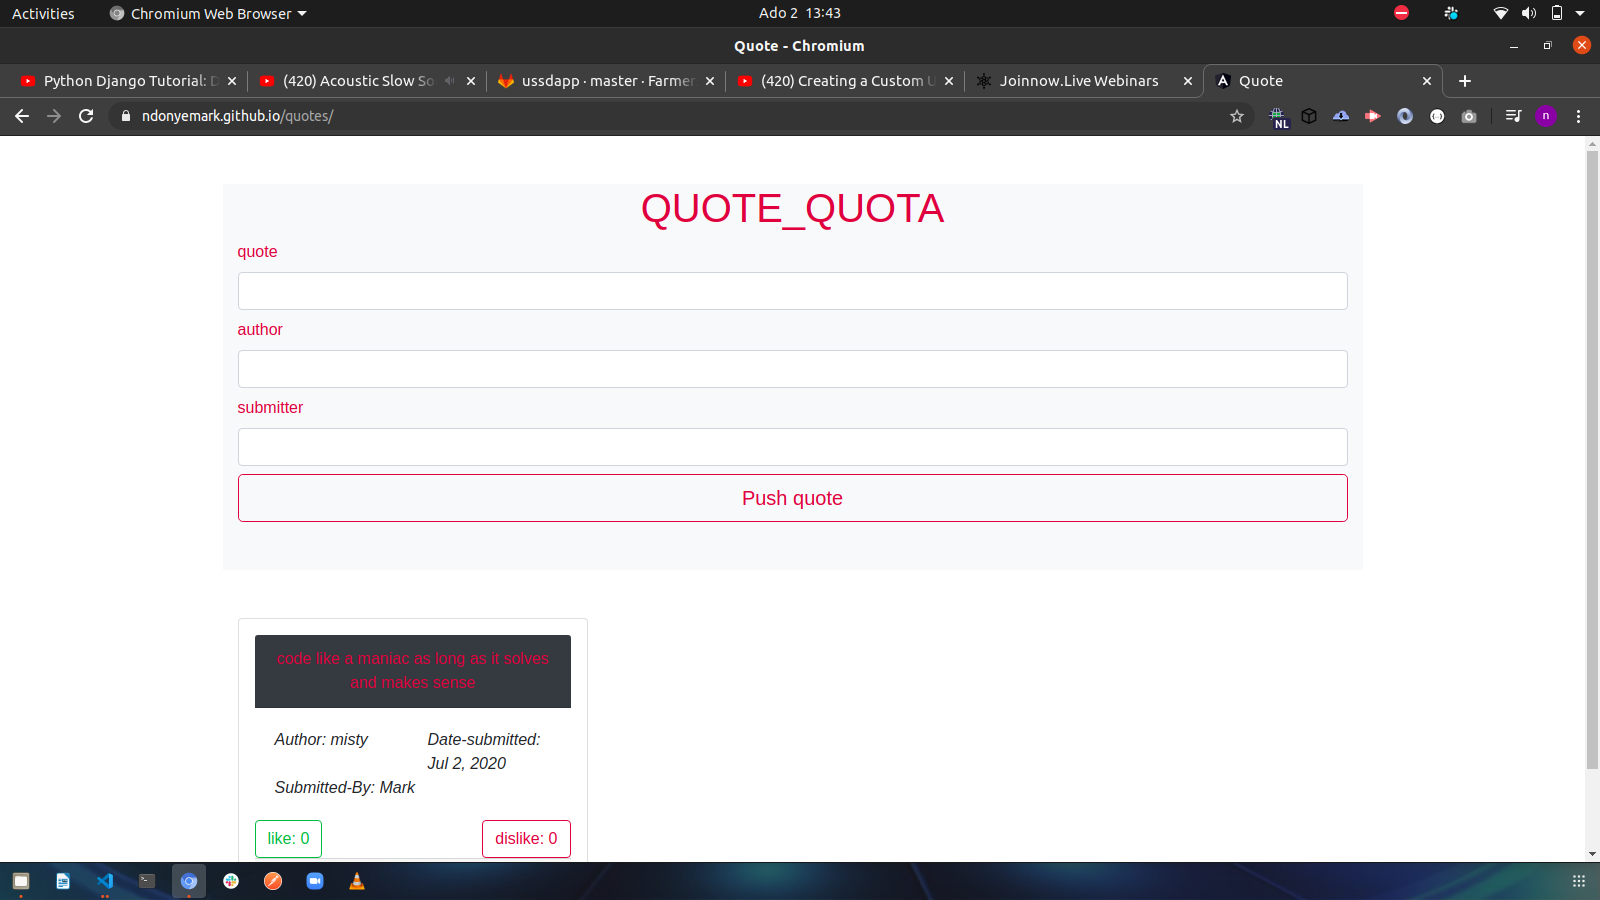 Activities
Chromium Web Browser
Ado 2 13:43
Quote - Chromium
Python Django Tutorial:
(420) Acoustic Slow So
ussdapp · master · Farmer
(420) Creating a Custom U
Joinnow.Live Webinars
Quote
ndonyemark.github.io/quotes/
NL
n
QUOTE_QUOTA
quote
author
submitter
Push quote
code like a maniac as long as it solves
and makes sense
Author: misty
Date-submitted:
Jul 2, 2020
Submitted-By: Mark
like: 0
dislike: 0